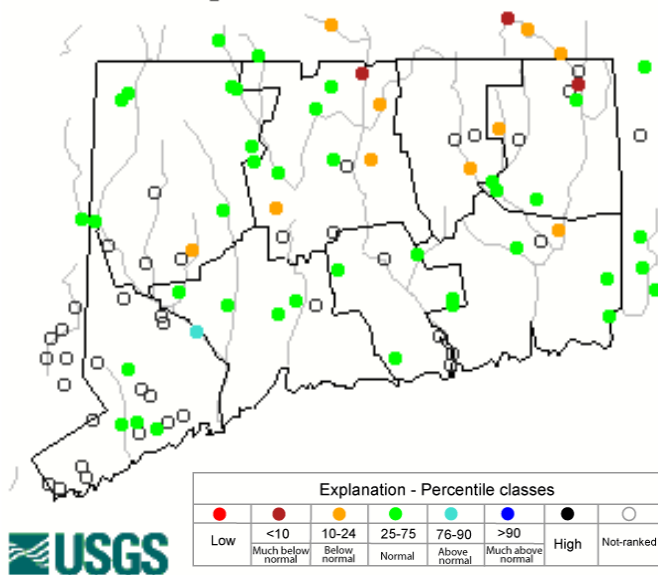 Explanation - Percentile classes
Low
<10
10-24
25-75
76-90
>90
High
Not-ranked
Much below normal
Below normal
Normal
Above normal
Much above normal
USGS